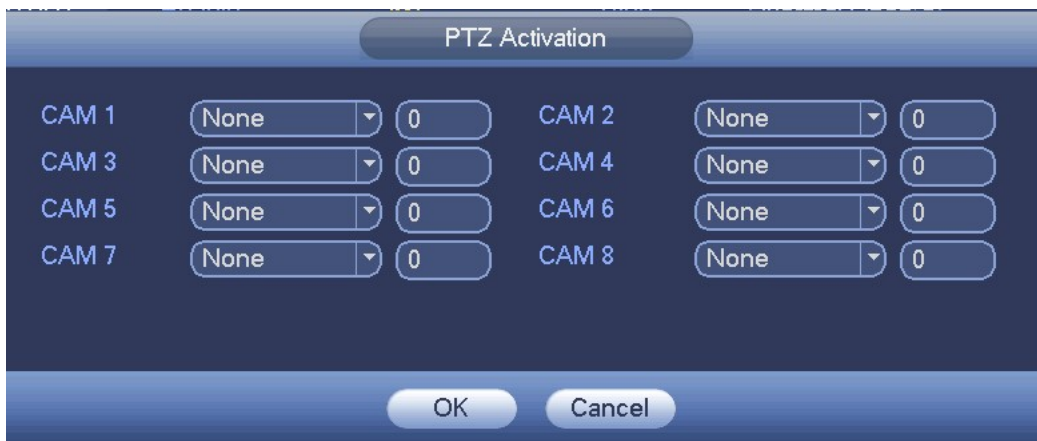 PTZ Activation
CAM 1 None 0 CAM 2 None 0
CAM 3 None 0 CAM 4 None 0
CAM 5 None 0 CAM 6 None 0
CAM 7 None 0 CAM 8 None 0
OK Cancel